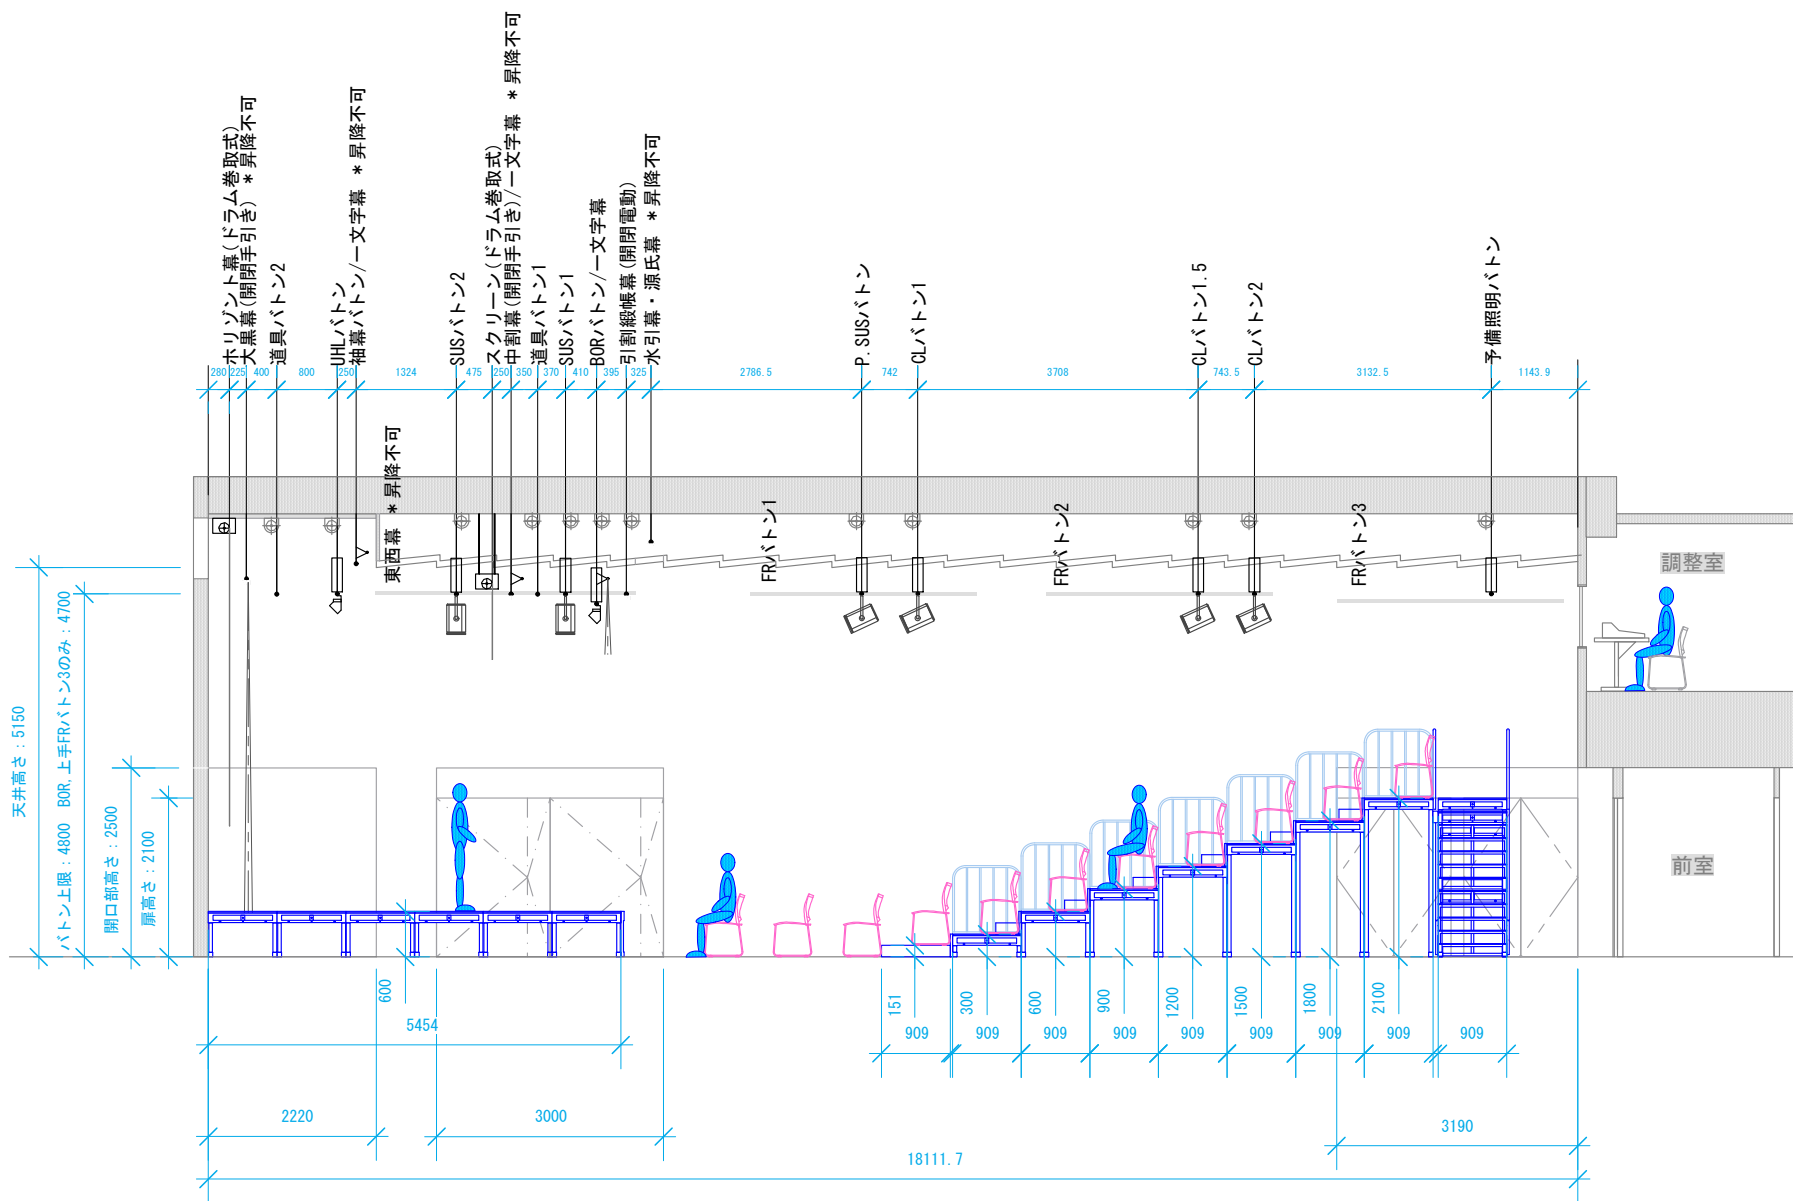 ホリゾント幕(ドラム巻取式)
大黒幕(開閉手引き) *昇降不可
道具バトン2
UHLバトン
袖幕バトン/一文字幕 *昇降不可
SUSバトン2
スクリーン(ドラム巻取式)
中割幕(開閉手引き)/一文字幕 *昇降不可
道具バトン1
SUSバトン1
BORバトン/一文字幕
引割緞帳幕(開閉電動)
水引幕・源氏幕 *昇降不可
P.SUSバトン
CLバトン1
CLバトン1.5
CLバトン2
予備照明バトン
280
225
400
800
250
1324
475
250
350
370
410
395
325
2786.5
742
3708
743.5
3132.5
1143.9
東西幕 *昇降不可
FRバトン1
FRバトン2
FRバトン3
調整室
前室
天井高さ：5150
バトン上限：4800 BOR,上手FRバトン3のみ：4700
開口部高さ：2500
扉高さ：2100
600
5454
151
300
600
900
1200
1500
1800
2100
909
909
909
909
909
909
909
909
909
2220
3000
3190
18111.7